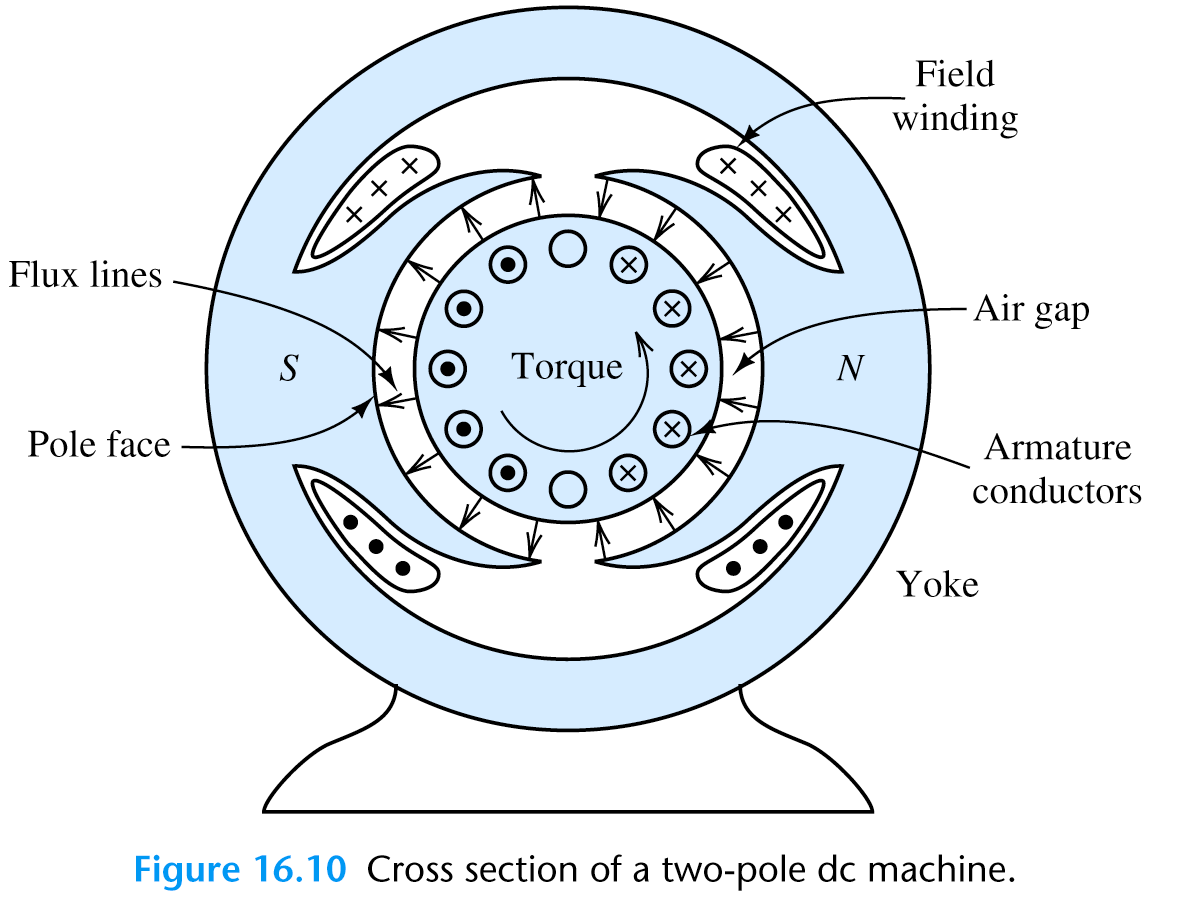 Field
winding
Flux lines
Air gap
S
Torque
N
Pole face
Armature
conductors
Yoke
Figure 16.10 Cross section of a two-pole dc machine.